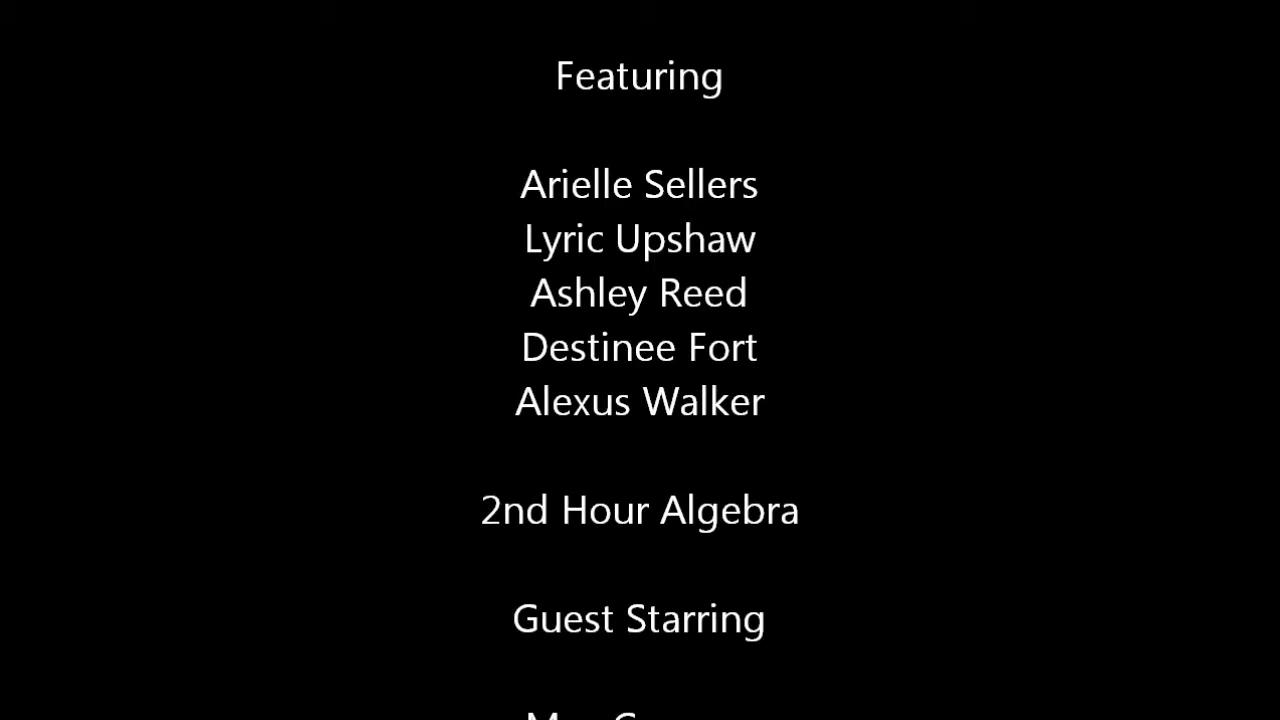 Featuring
Arielle Sellers
Lyric Upshaw
Ashley Reed
Destinee Fort
Alexus Walker
2nd Hour Algebra
Guest Starring